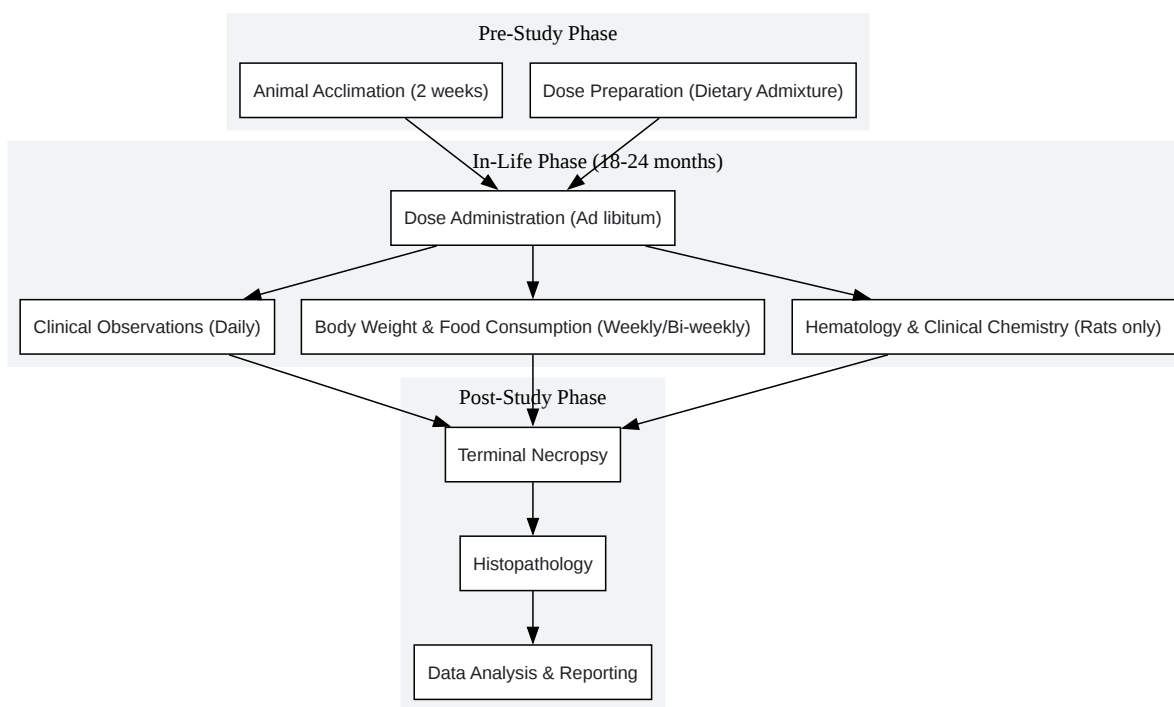 Pre-Study Phase
Animal Acclimation (2 weeks)
Dose Preparation (Dietary Admixture)
In-Life Phase (18-24 months)
Dose Administration (Ad libitum)
Clinical Observations (Daily)
Body Weight & Food Consumption (Weekly/Bi-weekly)
Hematology & Clinical Chemistry (Rats only)
Post-Study Phase
Terminal Necropsy
Histopathology
Data Analysis & Reporting